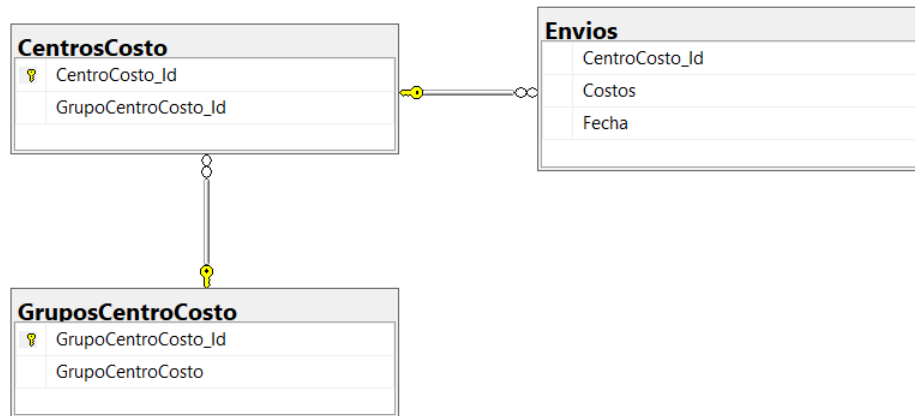 CentrosCosto
CentroCosto_Id
GrupoCentroCosto_Id
Envios
CentroCosto_Id
Costos
Fecha
GruposCentroCosto
GrupoCentroCosto_Id
GrupoCentroCosto